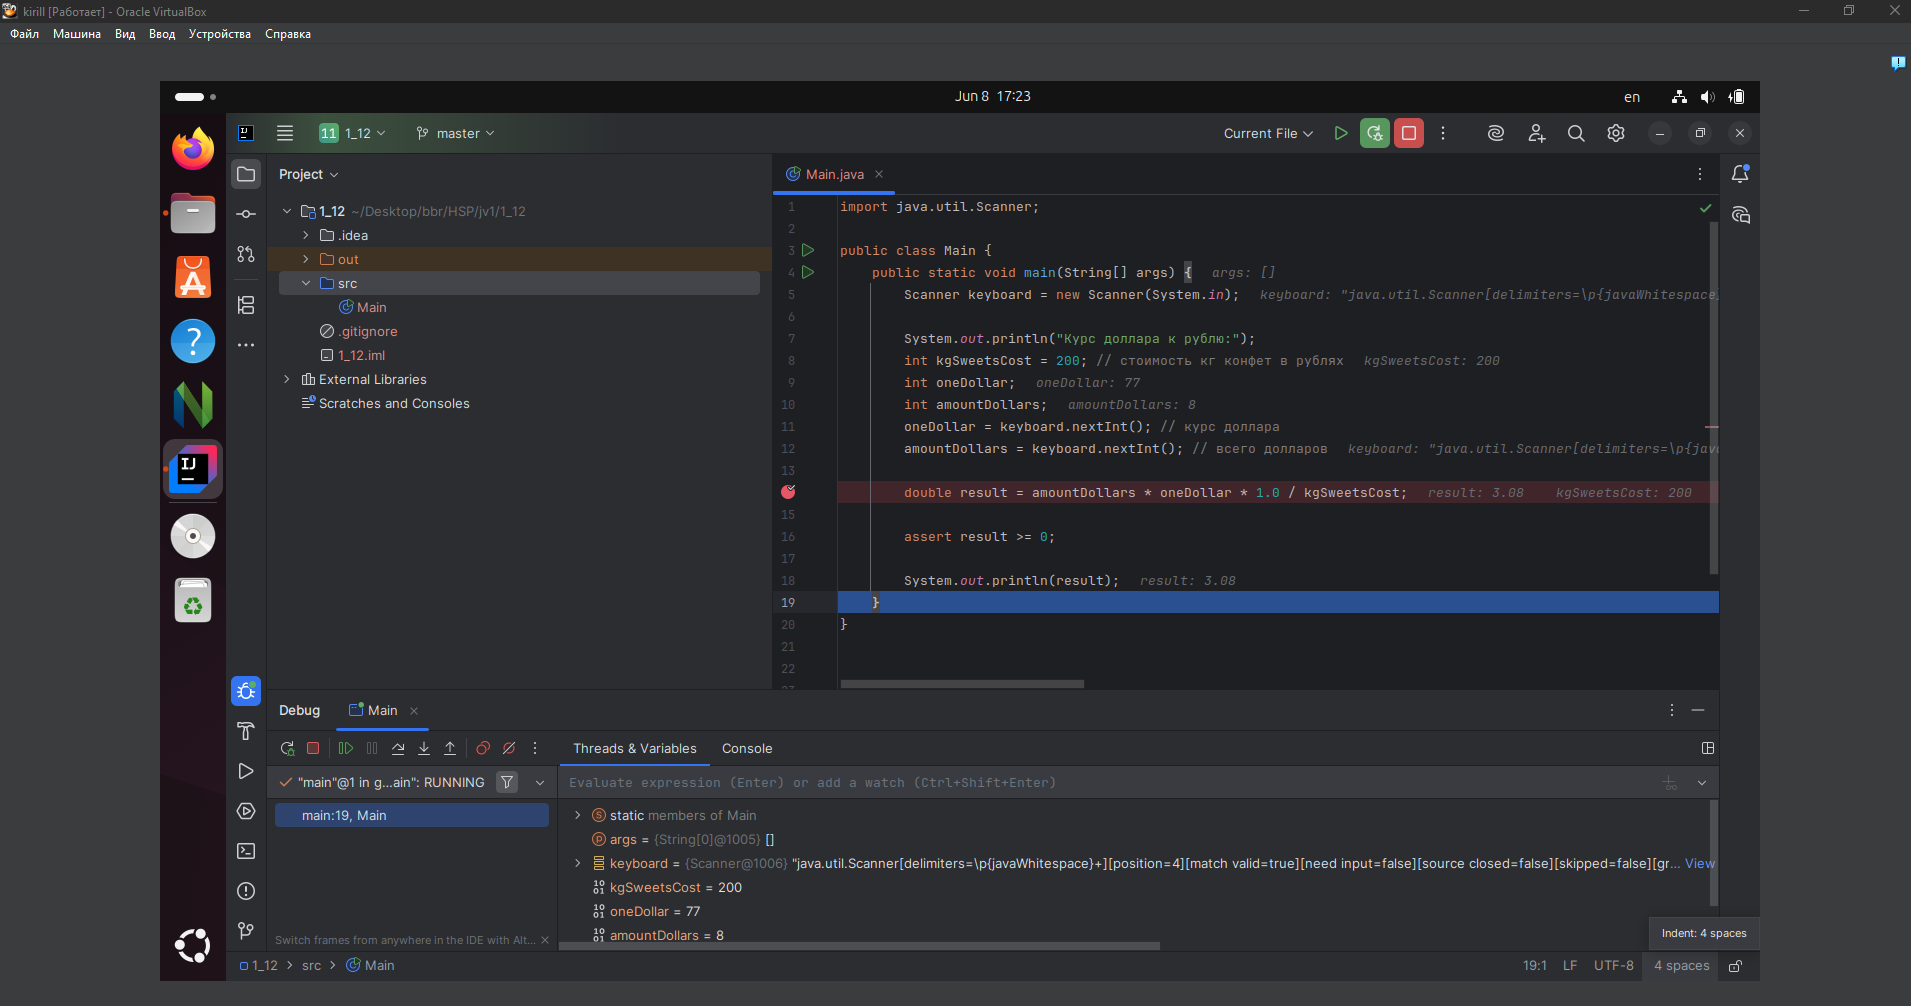 kirill [Работает] - Oracle VirtualBox
Файл Машина Вид Ввод Устройства Справка
Jun 8 17:23
en
11 1_12 master
Current File
Project
1_12 ~/Desktop/bbr/HSP/jv1/1_12
.idea
out
src
Main
.gitignore
1_12.iml
External Libraries
Scratches and Consoles
Main.java
1 import java.util.Scanner;
2
3 public class Main {
4 public static void main(String[] args) { args: []
5 Scanner keyboard = new Scanner(System.in); keyboard: "java.util.Scanner[delimiters=\p{javaWhitespace}
6
7 System.out.println("Курс доллара к рублю:");
8 int kgSweetsCost = 200; // стоимость кг конфет в рублях kgSweetsCost: 200
9 int oneDollar; oneDollar: 77
10 int amountDollars; amountDollars: 8
11 oneDollar = keyboard.nextInt(); // курс доллара
12 amountDollars = keyboard.nextInt(); // всего долларов keyboard: "java.util.Scanner[delimiters=\p{jav
13
double result = amountDollars * oneDollar * 1.0 / kgSweetsCost; result: 3.08 kgSweetsCost: 200
15
16 assert result >= 0;
17
18 System.out.println(result); result: 3.08
19 }
20 }
21
22
Debug Main
Threads & Variables Console
"main"@1 in g...ain": RUNNING
Evaluate expression (Enter) or add a watch (Ctrl+Shift+Enter)
main:19, Main
static members of Main
args = {String[0]@1005} []
keyboard = {Scanner@1006} "java.util.Scanner[delimiters=\p{javaWhitespace}+][position=4][match valid=true][need input=false][source closed=false][skipped=false][gr... View
kgSweetsCost = 200
oneDollar = 77
amountDollars = 8
Switch frames from anywhere in the IDE with Alt...
Indent: 4 spaces
1_12 > src > Main
19:1 LF UTF-8 4 spaces